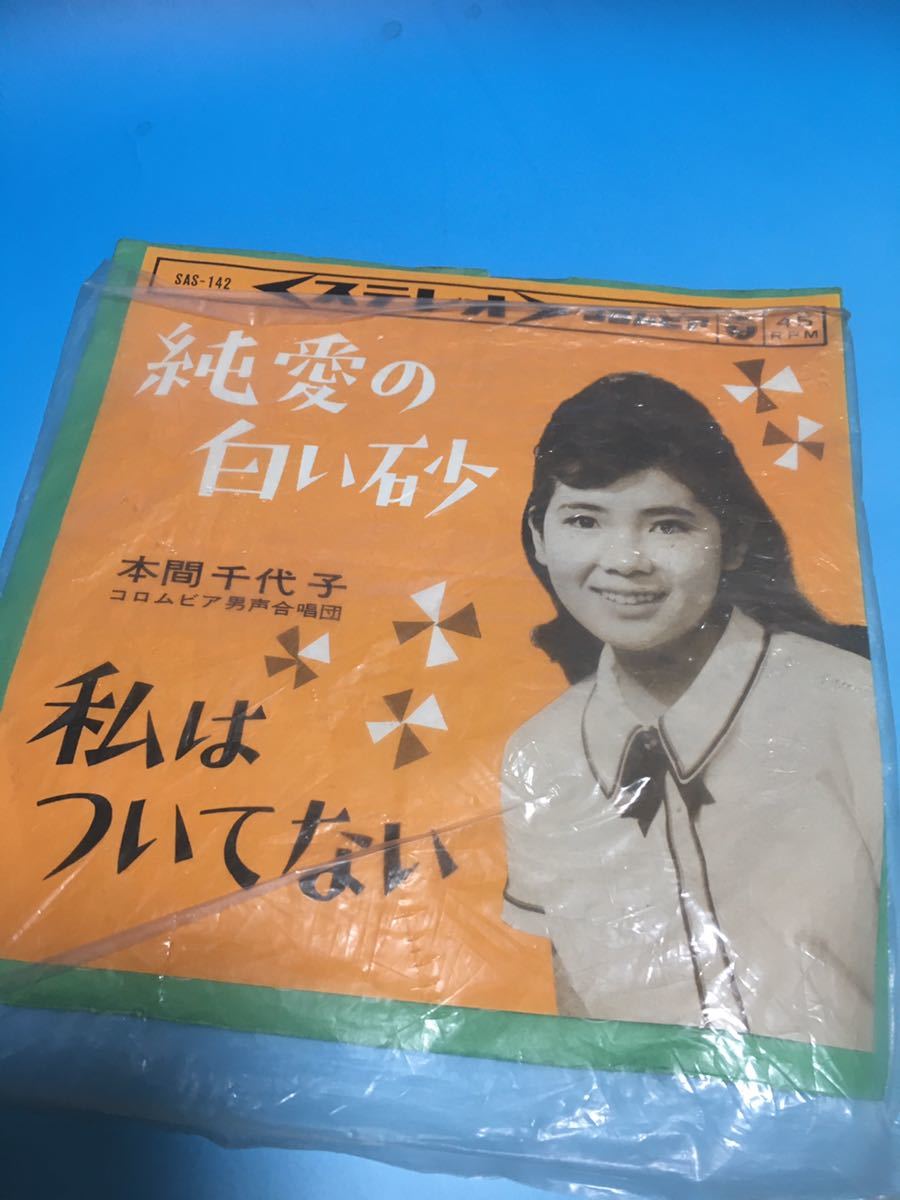 SAS-142
ステレオ
45
RPM
純愛の
白い砂
本間千代子
コロムビア男声合唱団
私は
ついてない